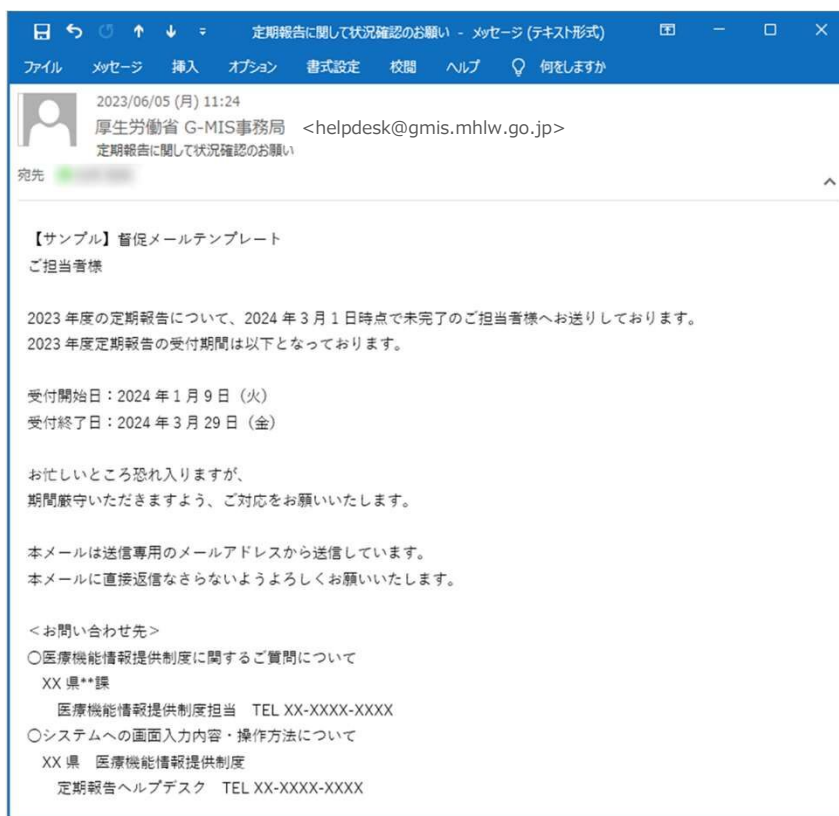 定期報告に関して状況確認のお願い - メッセージ (テキスト形式)
ファイル メッセージ 挿入 オプション 書式設定 校閲 ヘルプ 何をしますか
2023/06/05 (月) 11:24
厚生労働省 G-MIS事務局 <helpdesk@gmis.mhlw.go.jp>
定期報告に関して状況確認のお願い
宛先
【サンプル】督促メールテンプレート
ご担当者様
2023 年度の定期報告について、2024 年 3 月 1 日時点で未完了のご担当者様へお送りしております。
2023 年度定期報告の受付期間は以下となっております。
受付開始日：2024 年 1 月 9 日（火）
受付終了日：2024 年 3 月 29 日（金）
お忙しいところ恐れ入りますが、
期間厳守いただきますよう、ご対応をお願いいたします。
本メールは送信専用のメールアドレスから送信しています。
本メールに直接返信なさらないようよろしくお願いいたします。
＜お問い合わせ先＞
○医療機能情報提供制度に関するご質問について
XX 県**課
医療機能情報提供制度担当 TEL XX-XXXX-XXXX
○システムへの画面入力内容・操作方法について
XX 県 医療機能情報提供制度
定期報告ヘルプデスク TEL XX-XXXX-XXXX